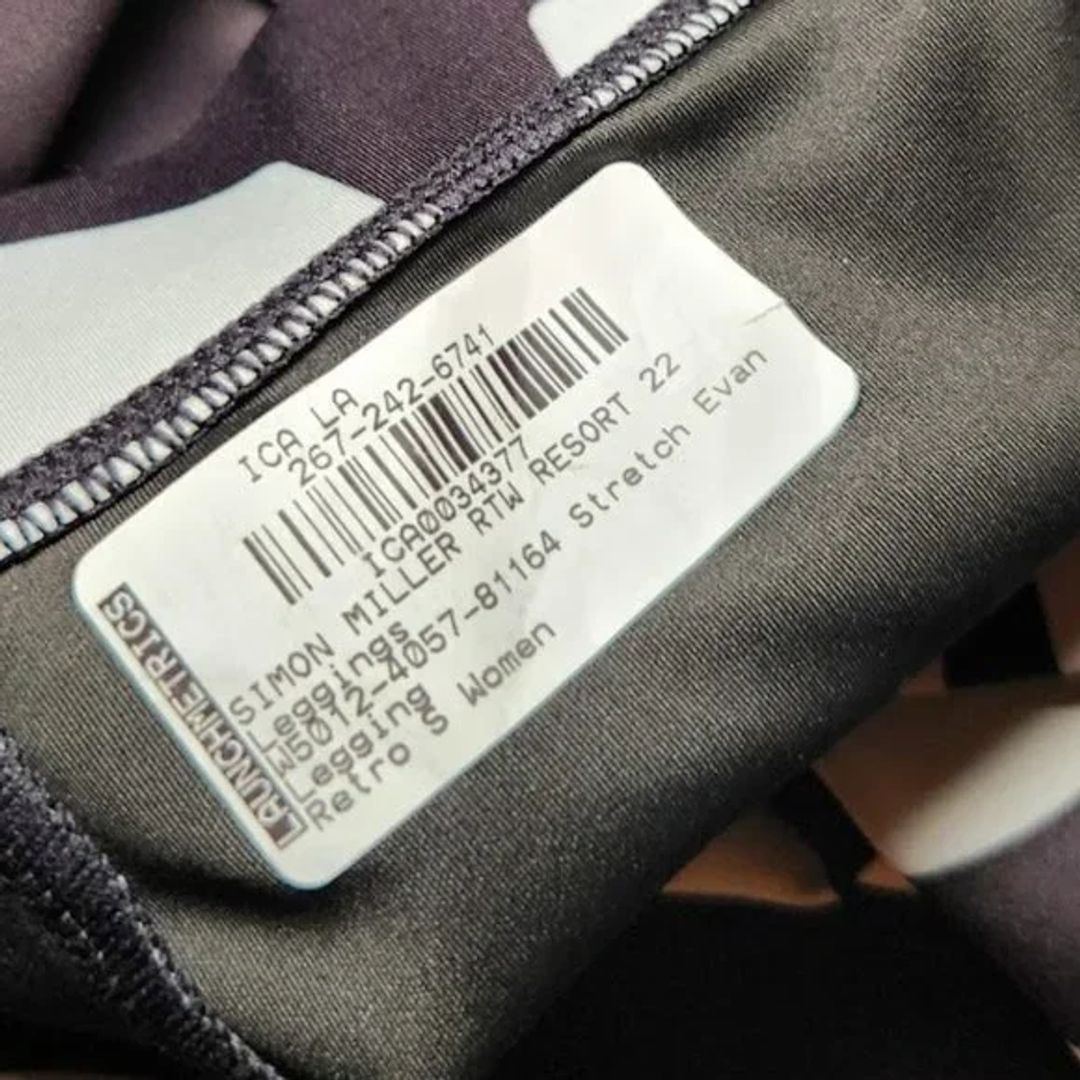 ICA LA
267-242-6741
ICA0034377
SIMON MILLER RTW RESORT 22
Leggings
W5012-4057-81164 Stretch Evan
Legging
Retro S Women
LAUNCHMETRICS